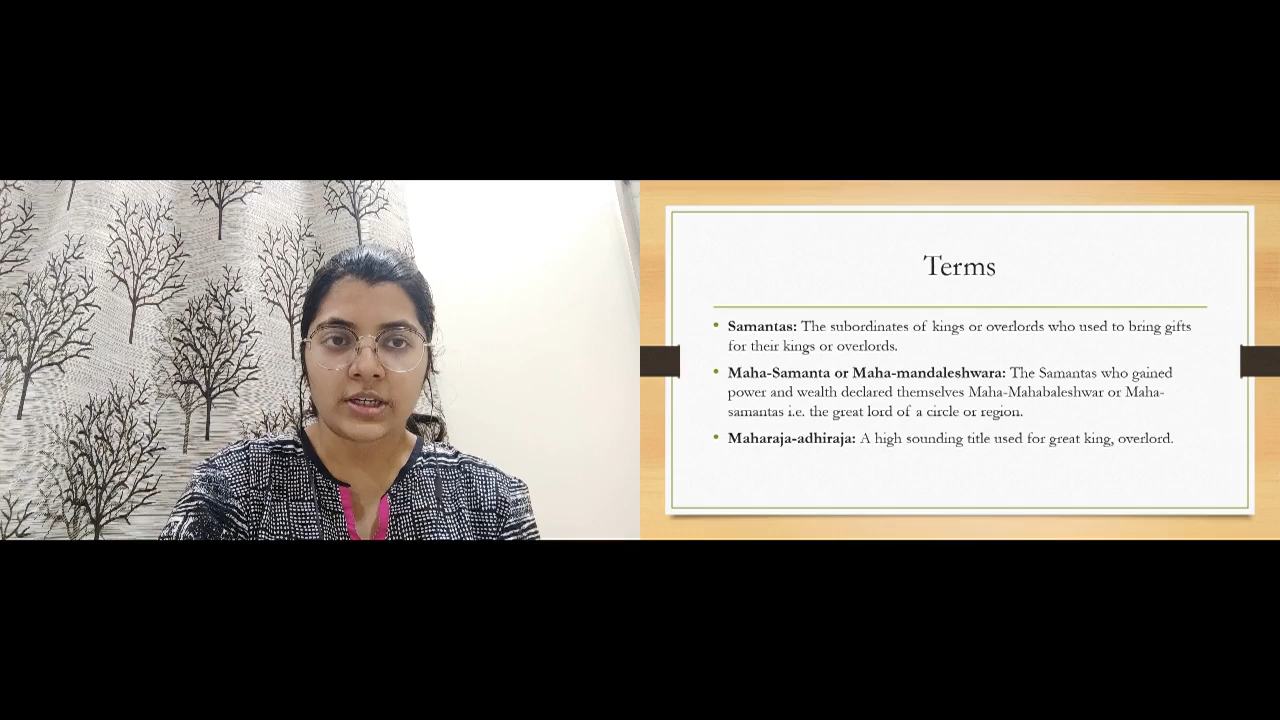 Terms
• Samantas: The subordinates of kings or overlords who used to bring gifts
for their kings or overlords.
• Maha-Samanta or Maha-mandaleshwara: The Samantas who gained
power and wealth declared themselves Maha-Mahabaleshwar or Maha-
samantas i.e. the great lord of a circle or region.
• Maharaja-adhiraja: A high sounding title used for great king, overlord.